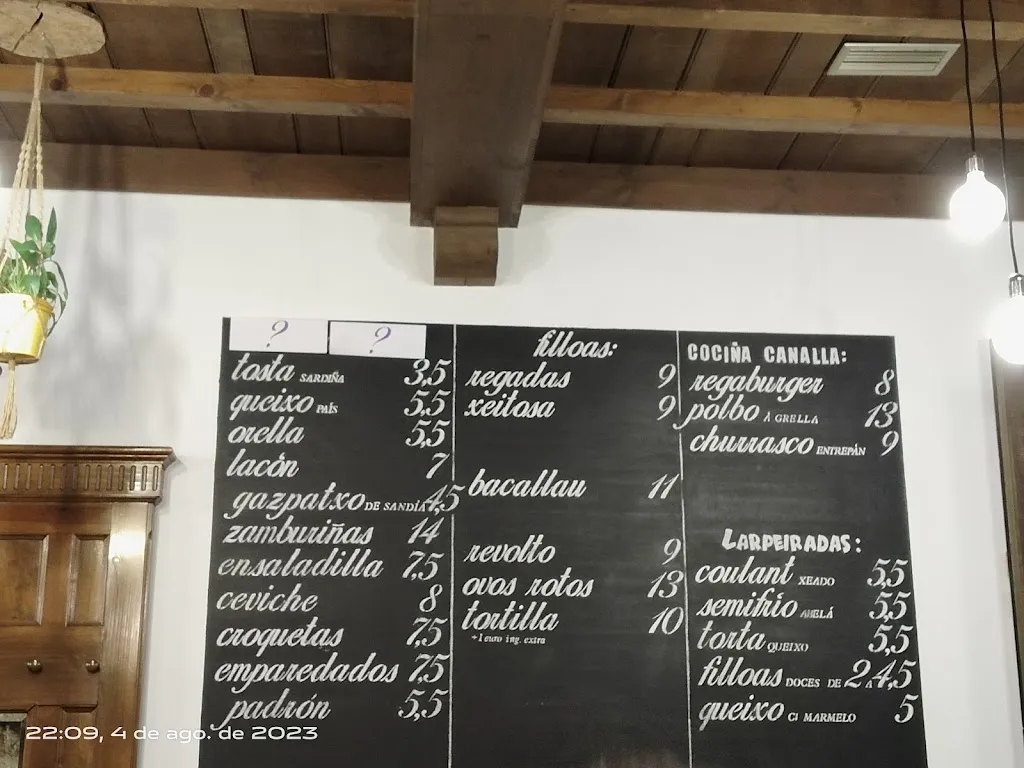 ? ?
tosta SARDIÑA 3,5
queixo PAÍS 5,5
orella 5,5
lacón 7
gazpatxo DE SANDÍA 4,5
zamburiñas 14
ensaladilla 7,5
ceviche 8
croquetas 7,5
emparedados 7,5
padrón 5,5
filloas:
regadas 9
xeitosa 9
bacallau 11
revolto 9
ovos rotos 13
tortilla 10
+1 euro ing. extra
COCIÑA CANALLA:
regaburger 8
polbo À GRELLA 13
churrasco ENTREPÁN 9
LARPEIRADAS:
coulant XEADO 5,5
semifrío ABELÁ 5,5
torta QUEIXO 5,5
filloas DOCES DE 2 A 4,5
queixo C/ MARMELO 5
22:09, 4 de ago. de 2023